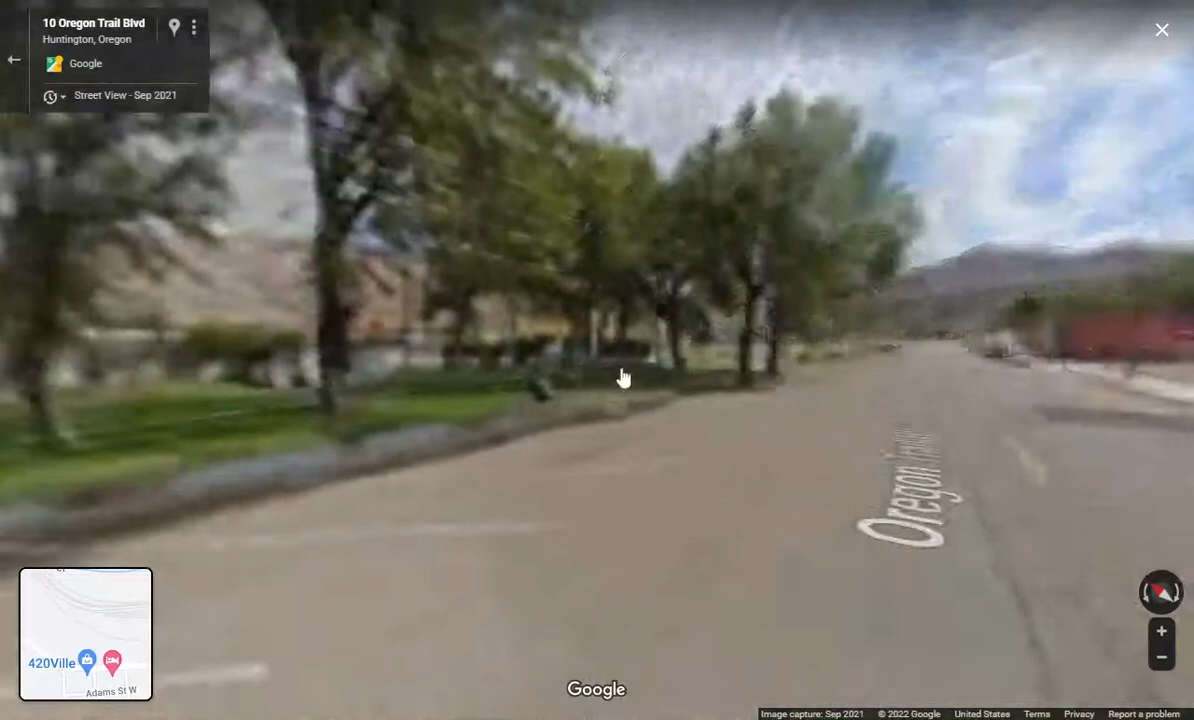 10 Oregon Trail Blvd
Huntington, Oregon
Google
Street View - Sep 2021
Oregon Trail
420Ville
Adams St W
Google
Image capture: Sep 2021 © 2022 Google United States Terms Privacy Report a problem